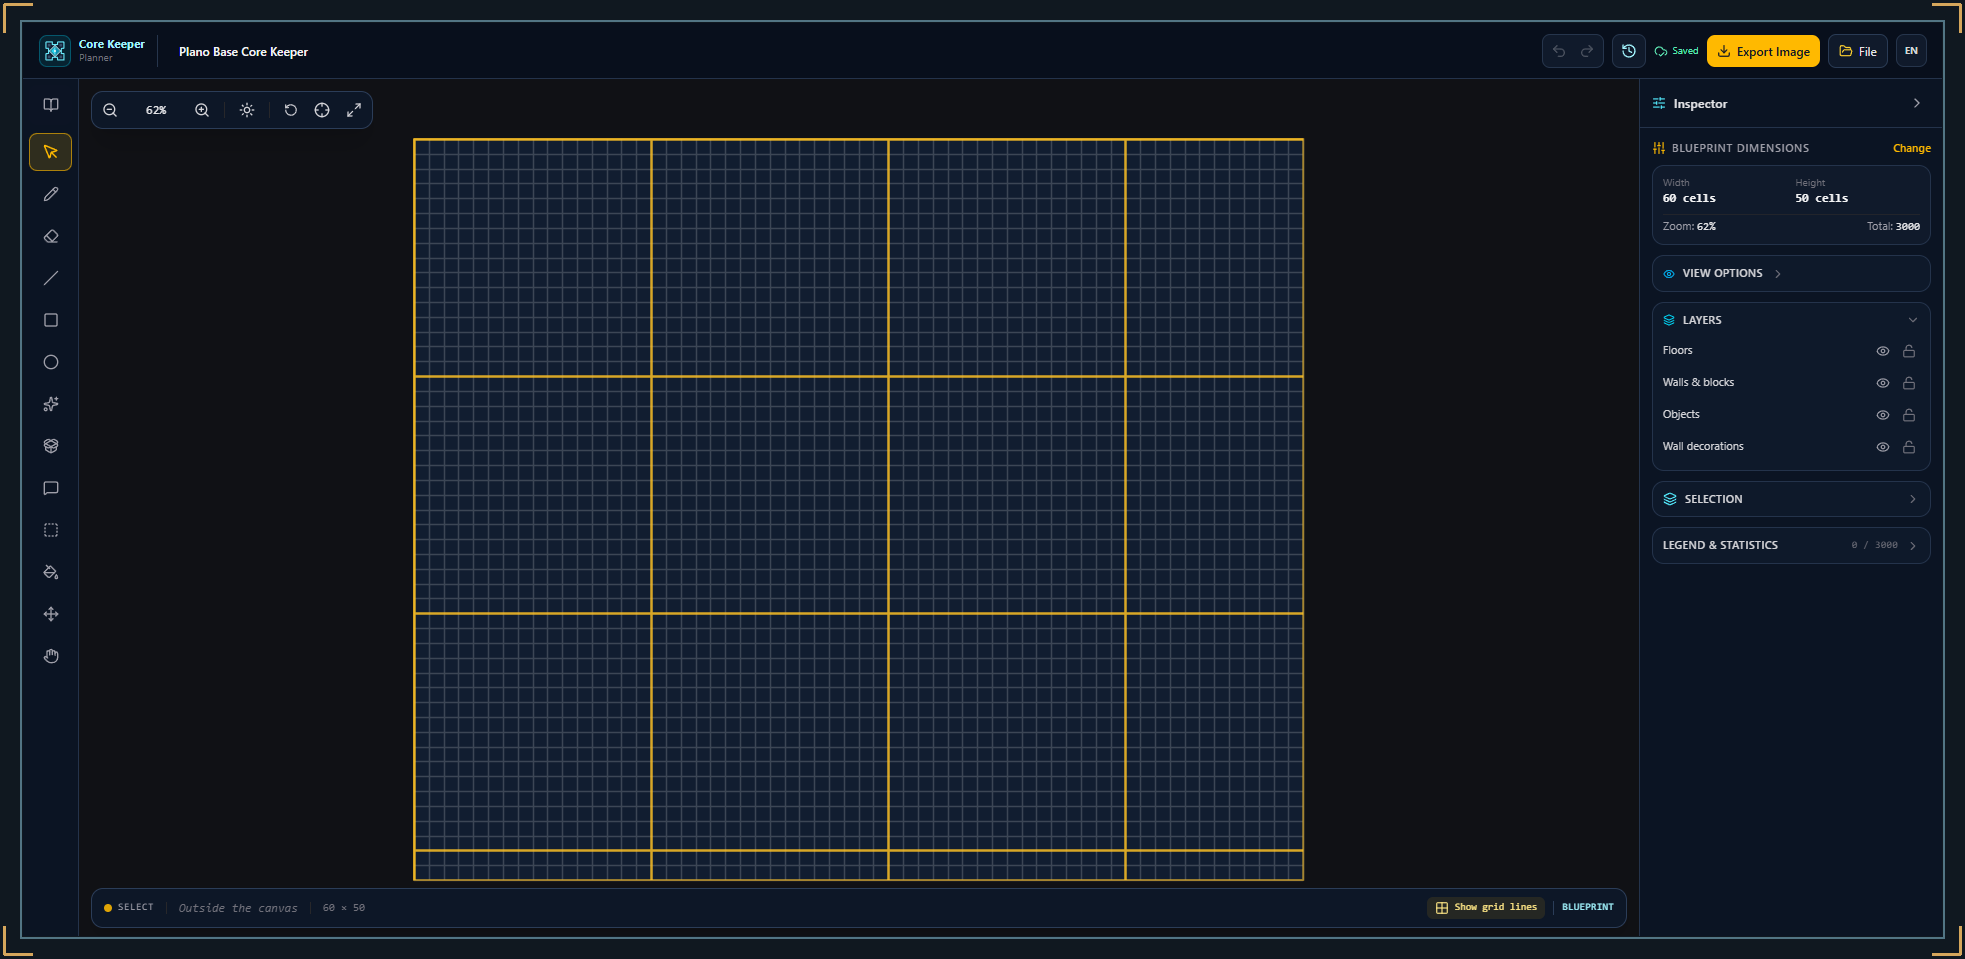 Core Keeper
Planner
Plano Base Core Keeper
Saved
Export Image
File
EN
62%
Inspector
BLUEPRINT DIMENSIONS
Change
Width
Height
60 cells
50 cells
Zoom: 62%
Total: 3000
VIEW OPTIONS
LAYERS
Floors
Walls & blocks
Objects
Wall decorations
SELECTION
LEGEND & STATISTICS
0 / 3000
SELECT
Outside the canvas
60 × 50
Show grid lines
BLUEPRINT